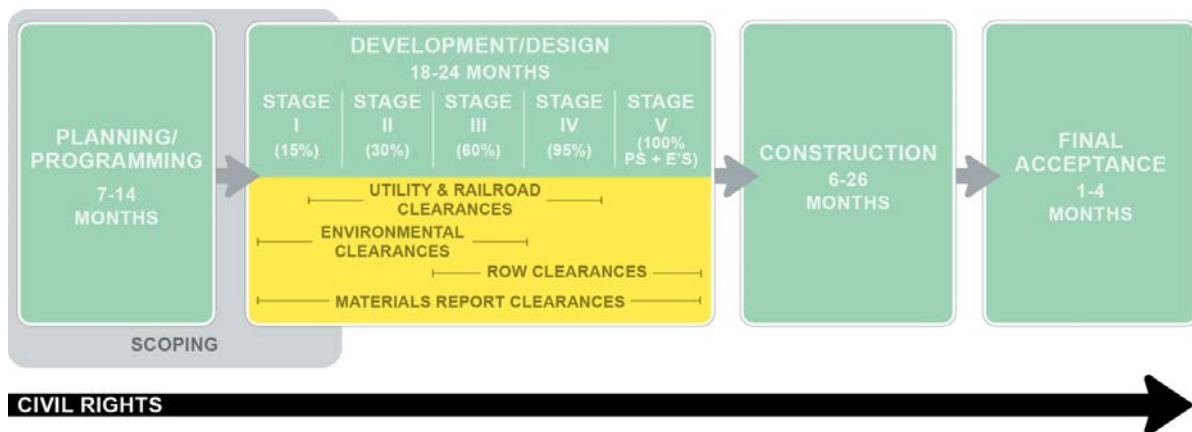 PLANNING/
PROGRAMMING
7-14
MONTHS
SCOPING
DEVELOPMENT/DESIGN
18-24 MONTHS
STAGE
I
(15%)
STAGE
II
(30%)
STAGE
III
(60%)
STAGE
IV
(95%)
STAGE
V
(100%
PS + E'S)
UTILITY & RAILROAD
CLEARANCES
ENVIRONMENTAL
CLEARANCES
ROW CLEARANCES
MATERIALS REPORT CLEARANCES
CONSTRUCTION
6-26
MONTHS
FINAL
ACCEPTANCE
1-4
MONTHS
CIVIL RIGHTS